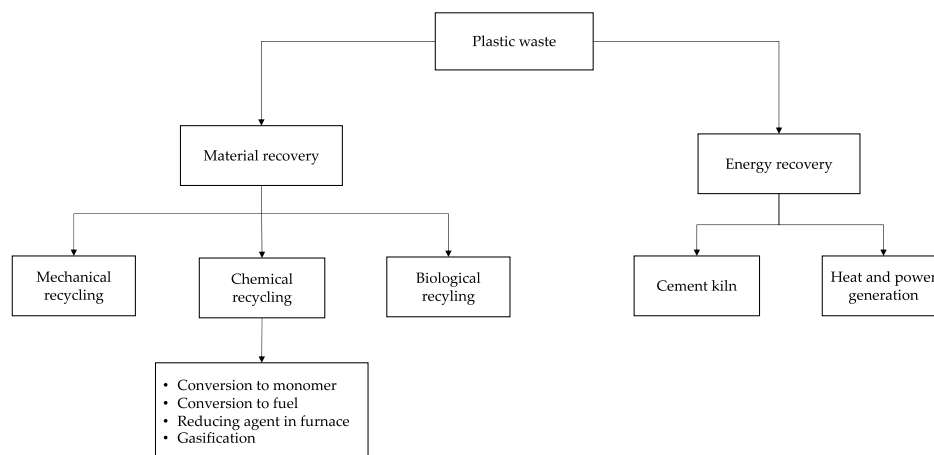 Plastic waste
Material recovery
Energy recovery
Mechanical
recycling
Chemical
recycling
Biological
recyling
Cement kiln
Heat and power
generation
• Conversion to monomer
• Conversion to fuel
• Reducing agent in furnace
• Gasification